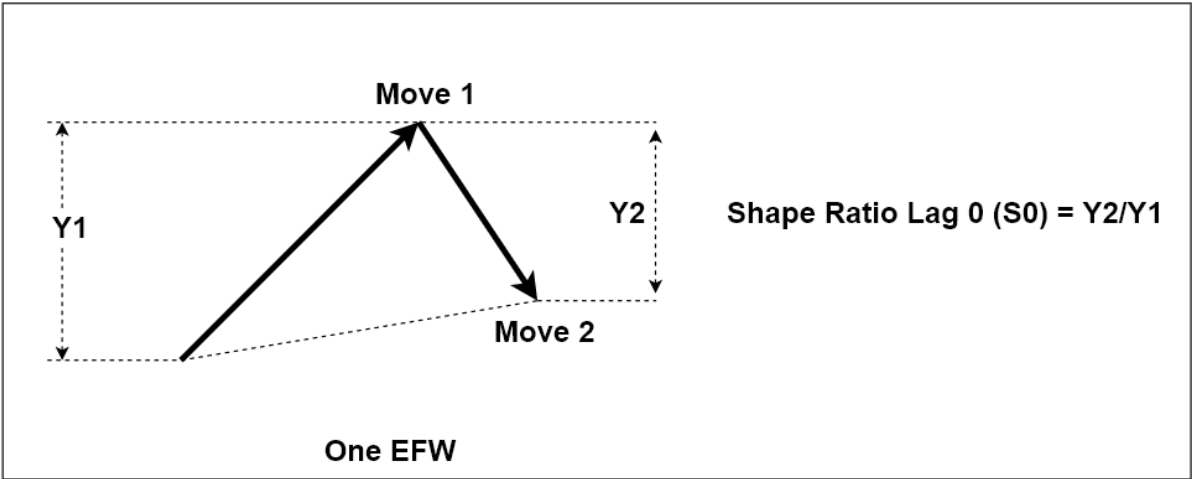 Move 1
Y1
Y2
Shape Ratio Lag 0 (S0) = Y2/Y1
Move 2
One EFW